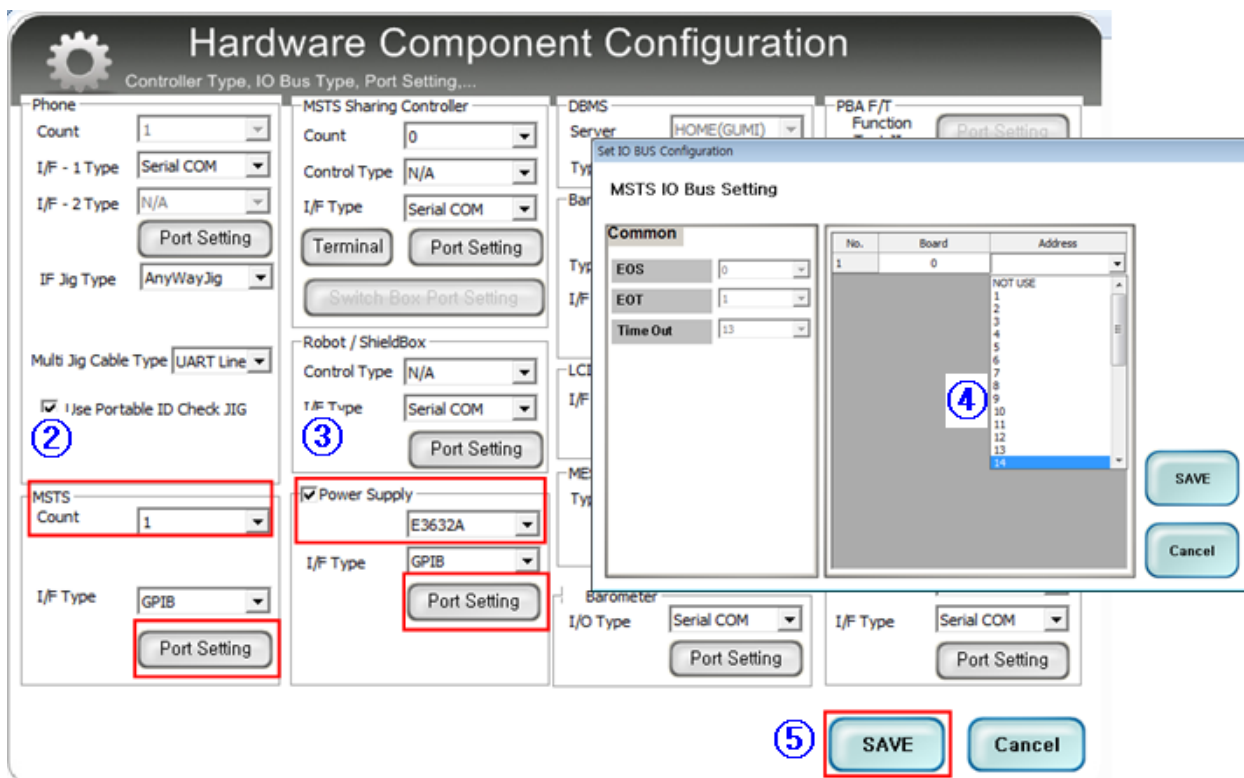 Hardware Component Configuration
Controller Type, IO Bus Type, Port Setting,...
Phone
Count 1
I/F - 1 Type Serial COM
I/F - 2 Type N/A
Port Setting
IF Jig Type AnyWayJig
Multi Jig Cable Type UART Line
Use Portable ID Check JIG
②
MSTS
Count 1
I/F Type GPIB
Port Setting
MSTS Sharing Controller
Count 0
Control Type N/A
I/F Type Serial COM
Terminal Port Setting
Switch Box Port Setting
Robot / ShieldBox
Control Type N/A
I/F Type Serial COM
③
Port Setting
Power Supply
E3632A
I/F Type GPIB
Port Setting
DBMS
Server HOME(GUMI)
Typ
Bar
Typ
I/F
LCD
I/F
MES
Typ
Barometer
I/O Type Serial COM
Port Setting
PBA F/T
Function
Port Setting
I/F Type Serial COM
Port Setting
Set IO BUS Configuration
MSTS IO Bus Setting
Common
EOS 0
EOT 1
Time Out 13
No. Board Address
1 0
NOT USE
1
2
3
4
5
6
7
8
9
10
11
12
13
14
④
SAVE
Cancel
⑤
SAVE Cancel